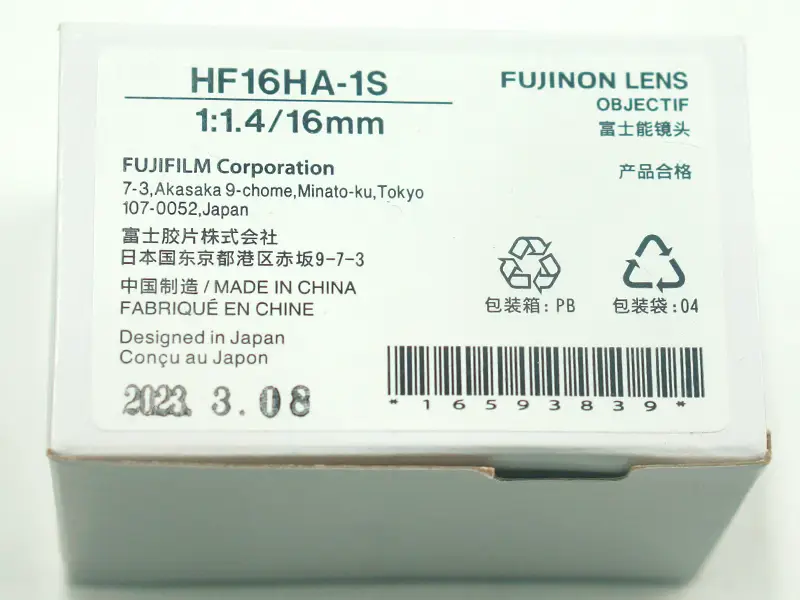 HF16HA-1S
1:1.4/16mm
FUJINON LENS
OBJECTIF
富士能镜头
产品合格
FUJIFILM Corporation
7-3,Akasaka 9-chome,Minato-ku,Tokyo
107-0052,Japan
富士胶片株式会社
日本国东京都港区赤坂9-7-3
中国制造 / MADE IN CHINA
FABRIQUÉ EN CHINE
Designed in Japan
Conçu au Japon
2023. 3.08
包装箱: PB
包装袋:04
*16593839*